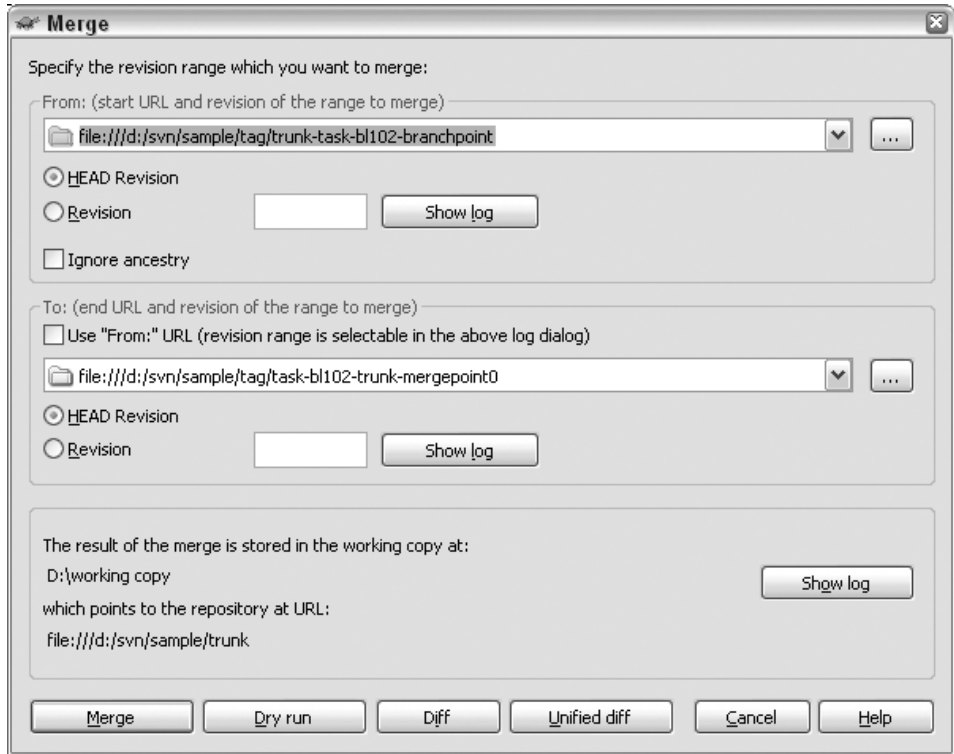 Merge
Specify the revision range which you want to merge:
From: (start URL and revision of the range to merge)
file:///d:/svn/sample/tag/trunk-task-bl102-branchpoint
...
HEAD Revision
Revision
Show log
Ignore ancestry
To: (end URL and revision of the range to merge)
Use "From:" URL (revision range is selectable in the above log dialog)
file:///d:/svn/sample/tag/task-bl102-trunk-mergepoint0
...
HEAD Revision
Revision
Show log
The result of the merge is stored in the working copy at:
D:\working copy
Show log
which points to the repository at URL:
file:///d:/svn/sample/trunk
Merge Dry run Diff Unified diff Cancel Help